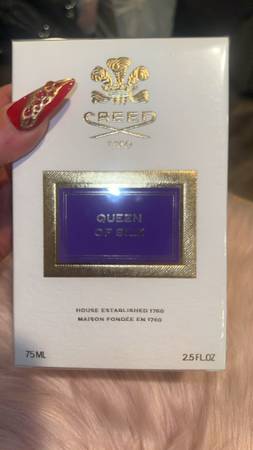 CREED
1760
QUEEN
OF SILK
HOUSE ESTABLISHED 1760
MAISON FONDÉE EN 1760
75 ML
2.5 FL.OZ